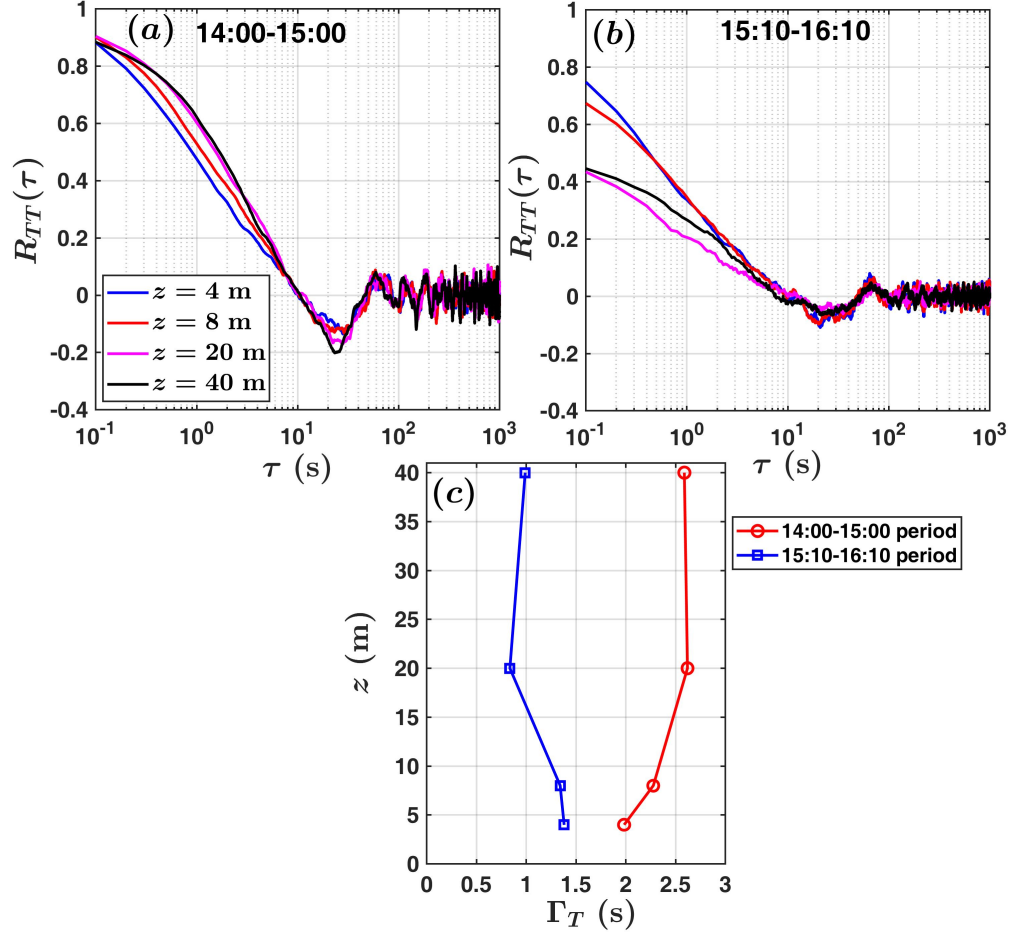 (a)
14:00-15:00
1
0.8
0.6
0.4
0.2
0
-0.2
-0.4
R_{TT}(τ)
z = 4 m
z = 8 m
z = 20 m
z = 40 m
10^{-1} 10^{0} 10^{1} 10^{2} 10^{3}
τ (s)
(b)
15:10-16:10
1
0.8
0.6
0.4
0.2
0
-0.2
-0.4
R_{TT}(τ)
10^{-1} 10^{0} 10^{1} 10^{2} 10^{3}
τ (s)
(c)
40
35
30
25
20
15
10
5
0
z (m)
0 0.5 1 1.5 2 2.5 3
Γ_T (s)
14:00-15:00 period
15:10-16:10 period